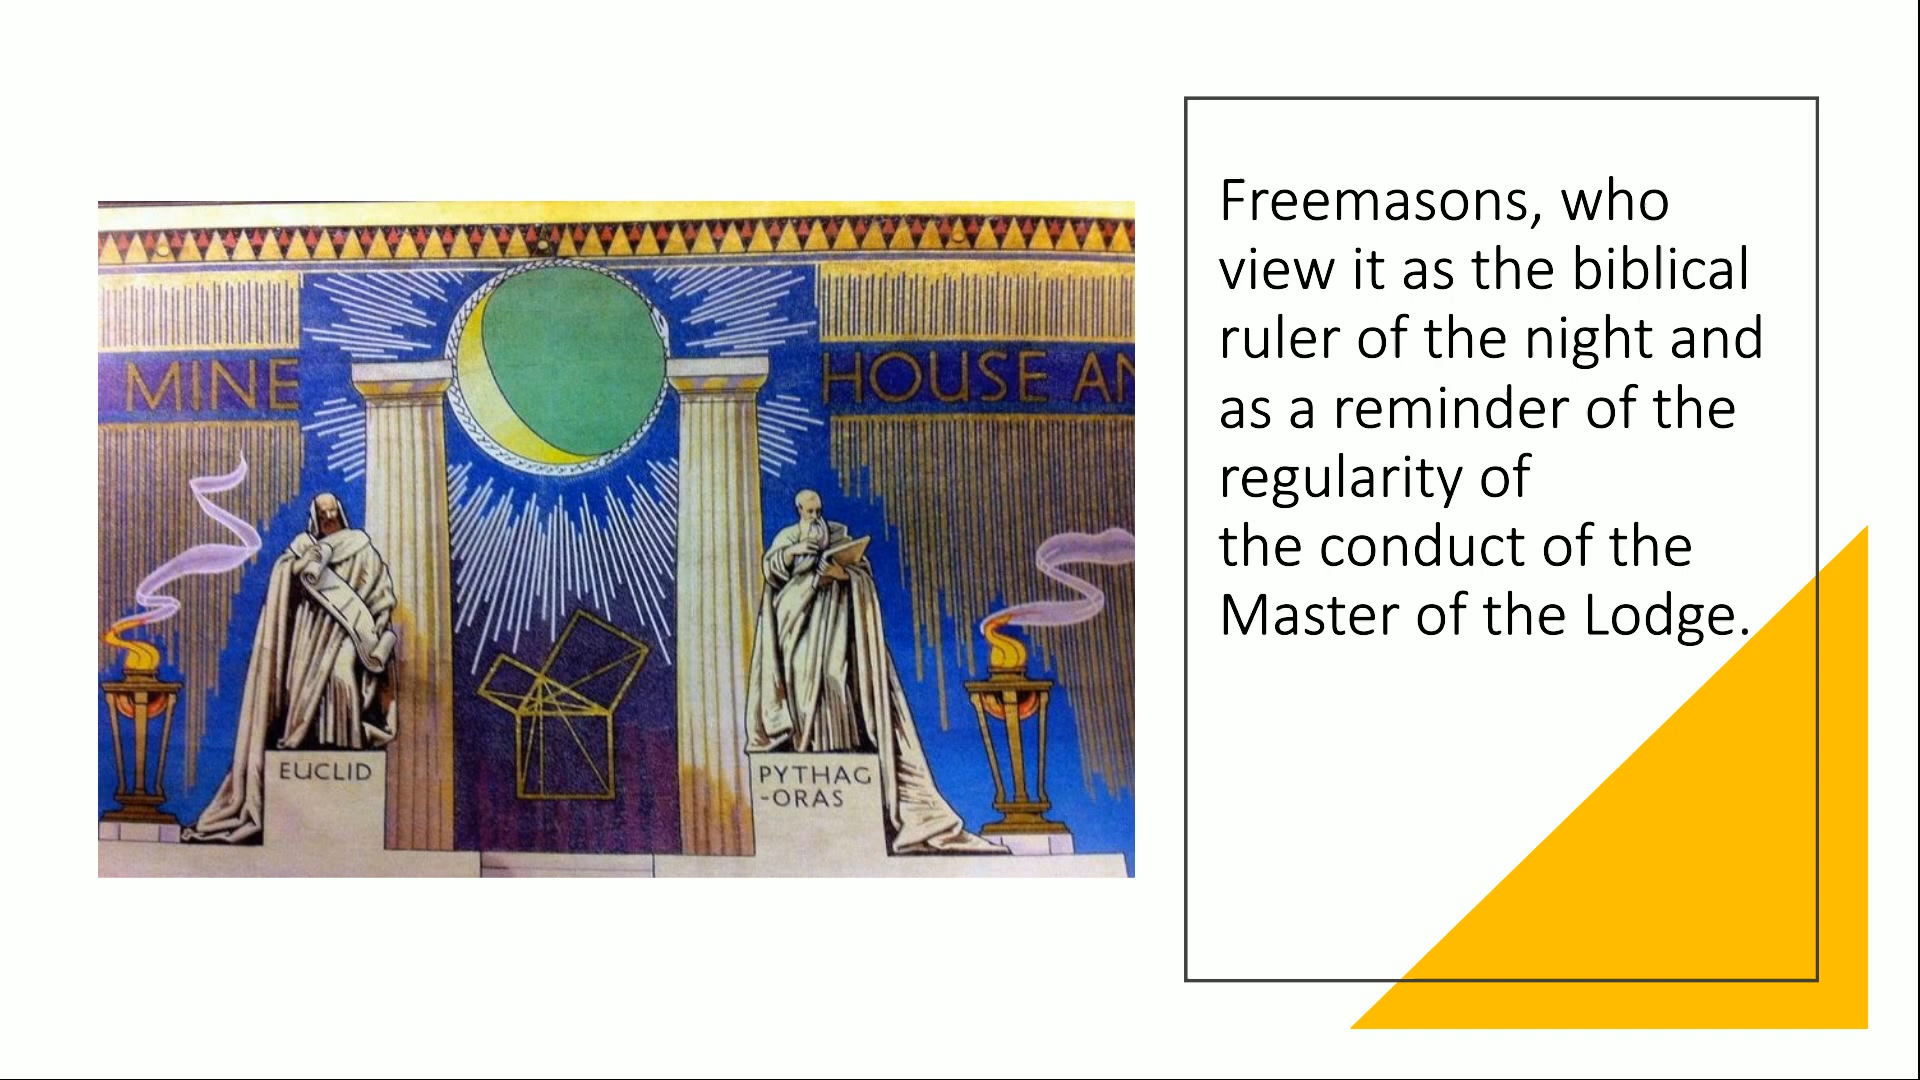 MINE
HOUSE AN
EUCLID
PYTHAG
-ORAS
Freemasons, who
view it as the biblical
ruler of the night and
as a reminder of the
regularity of
the conduct of the
Master of the Lodge.